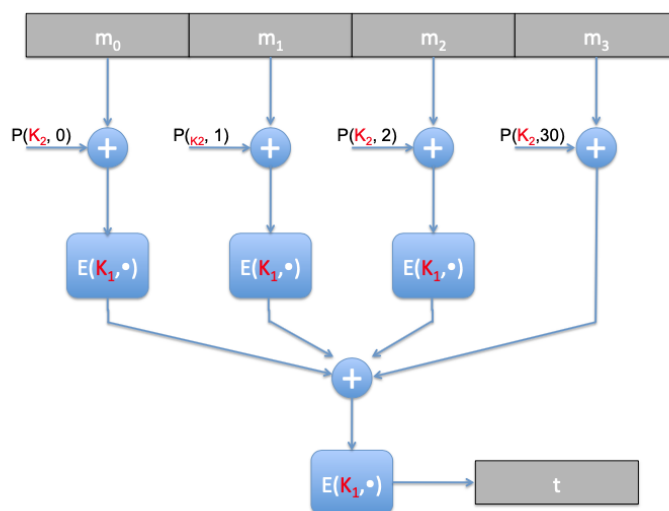 m₀ m₁ m₂ m₃
P(K₂, 0) P(K2, 1) P(K₂, 2) P(K₂,30)
E(K₁,•) E(K₁,•) E(K₁,•)
E(K₁,•) t